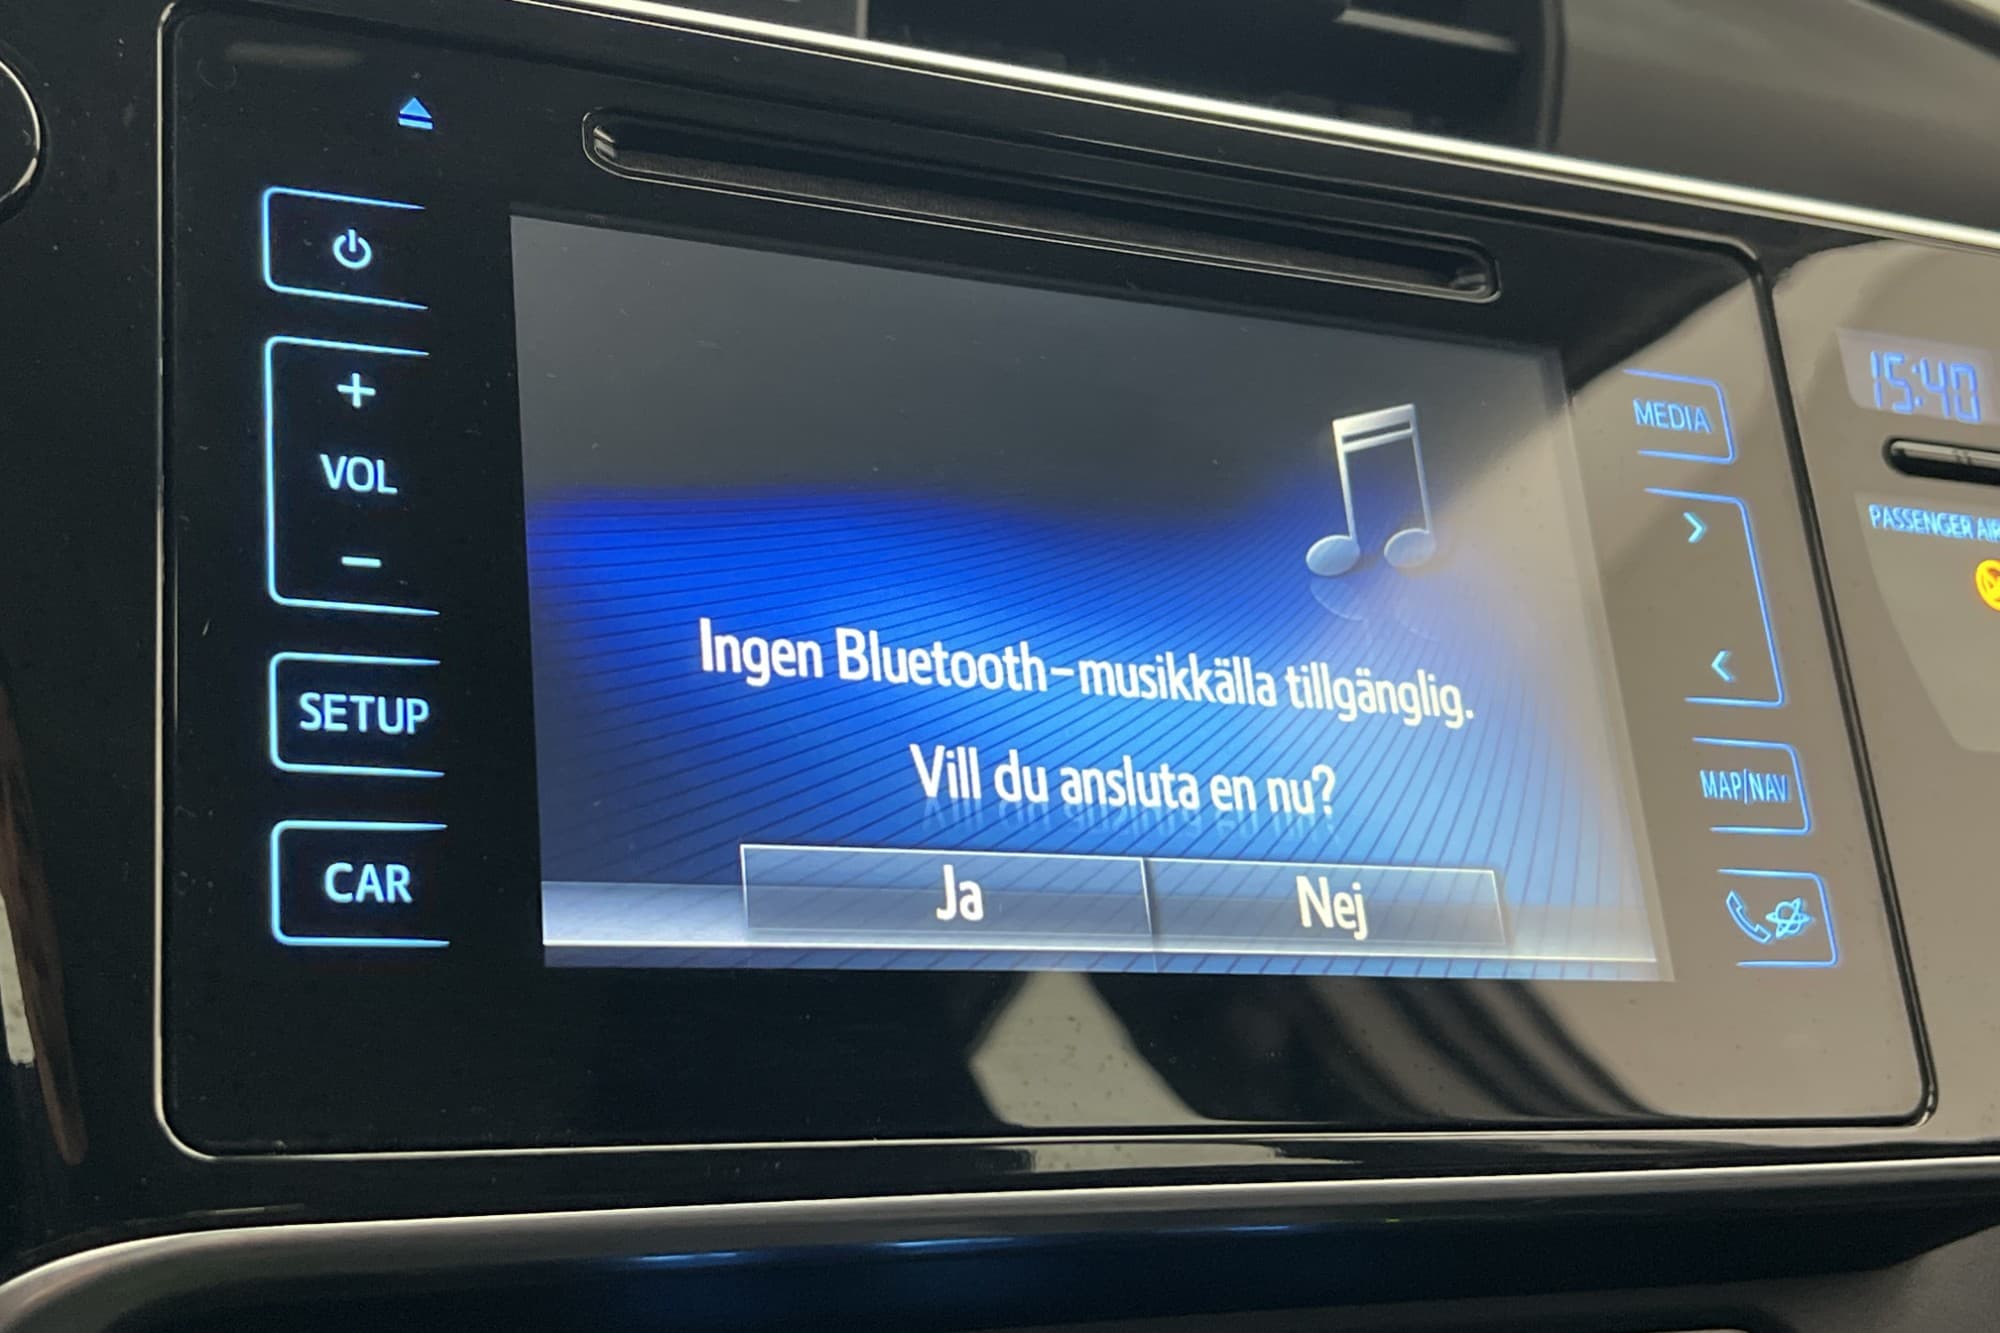 VOL
SETUP
CAR
Ingen Bluetooth-musikkälla tillgänglig.
Vill du ansluta en nu?
Ja
Nej
MEDIA
MAP/NAV
15:40
PASSENGER